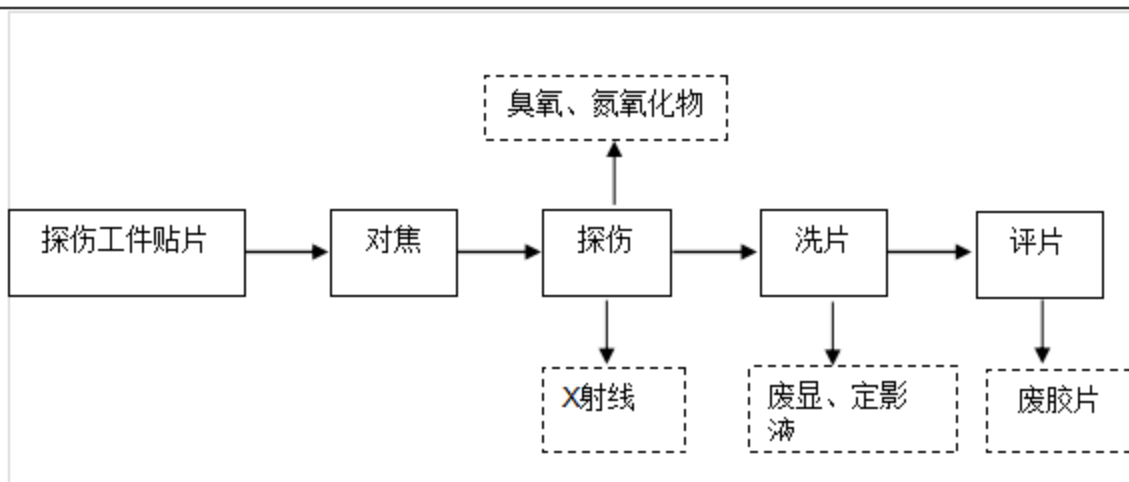 臭氧、氮氧化物
探伤工件贴片
对焦
探伤
洗片
评片
X射线
废显、定影
液
废胶片